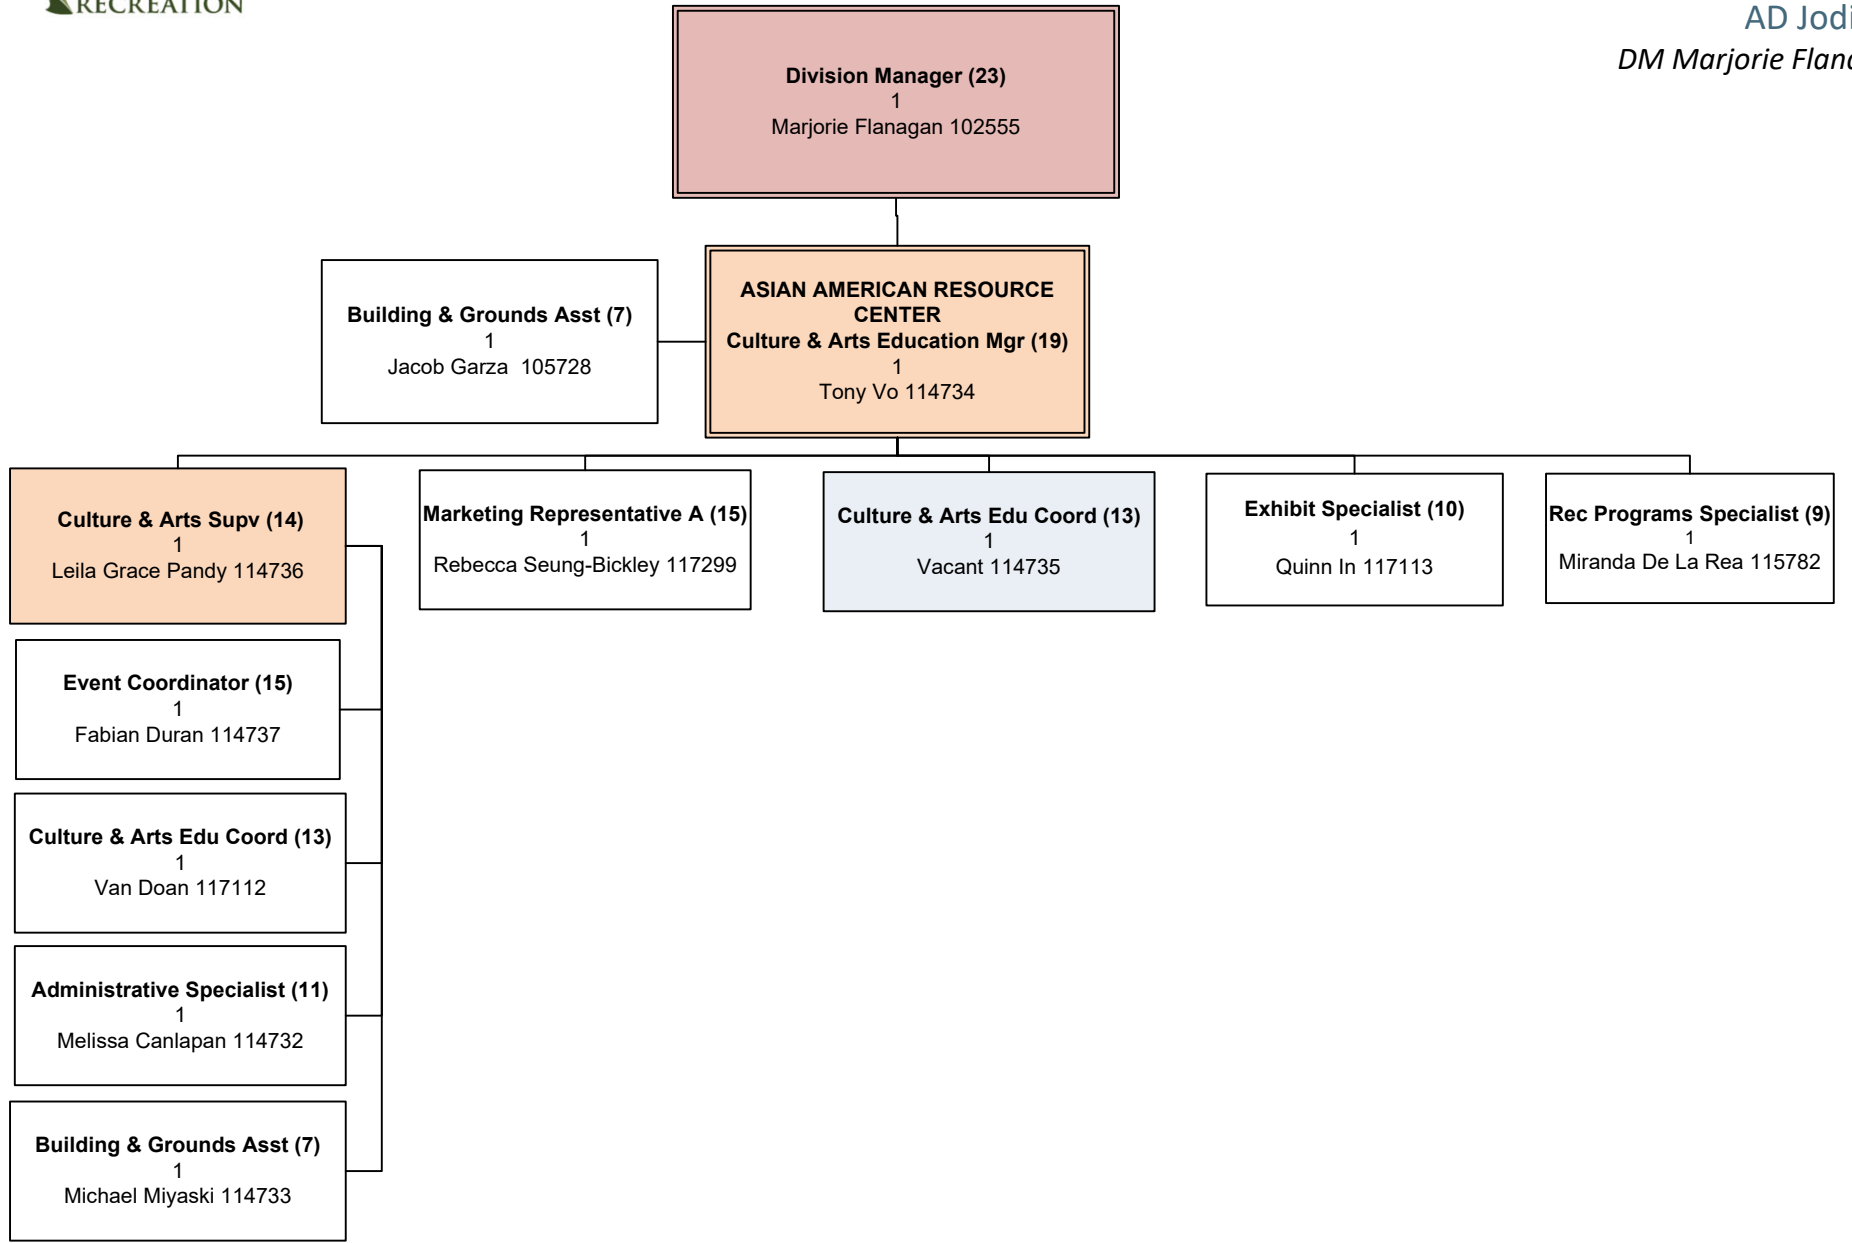 RECREATION
AD Jodi
DM Marjorie Flana
Division Manager (23)
1
Marjorie Flanagan 102555
Building & Grounds Asst (7)
1
Jacob Garza 105728
ASIAN AMERICAN RESOURCE
CENTER
Culture & Arts Education Mgr (19)
1
Tony Vo 114734
Culture & Arts Supv (14)
1
Leila Grace Pandy 114736
Marketing Representative A (15)
1
Rebecca Seung-Bickley 117299
Culture & Arts Edu Coord (13)
1
Vacant 114735
Exhibit Specialist (10)
1
Quinn In 117113
Rec Programs Specialist (9)
1
Miranda De La Rea 115782
Event Coordinator (15)
1
Fabian Duran 114737
Culture & Arts Edu Coord (13)
1
Van Doan 117112
Administrative Specialist (11)
1
Melissa Canlapan 114732
Building & Grounds Asst (7)
1
Michael Miyaski 114733